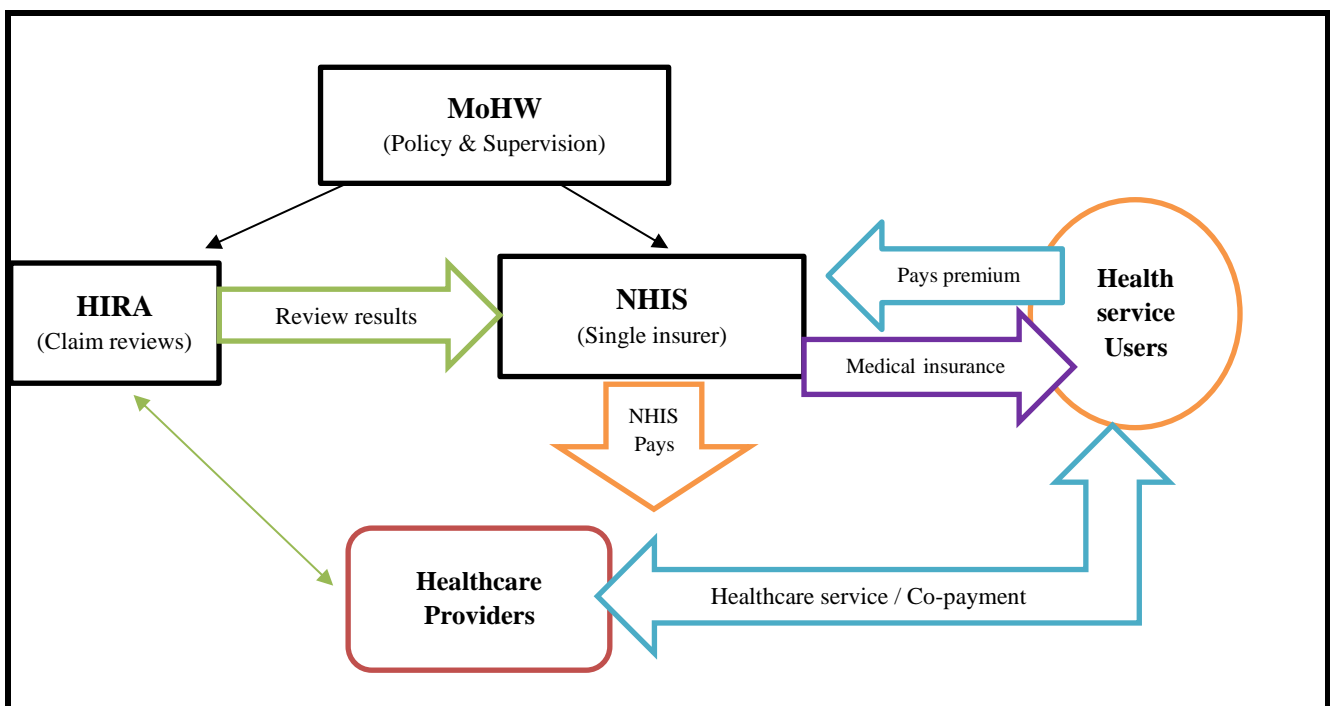 MoHW
(Policy & Supervision)
HIRA
(Claim reviews)
Review results
NHIS
(Single insurer)
Pays premium
Medical insurance
Health
service
Users
NHIS
Pays
Healthcare
Providers
Healthcare service / Co-payment